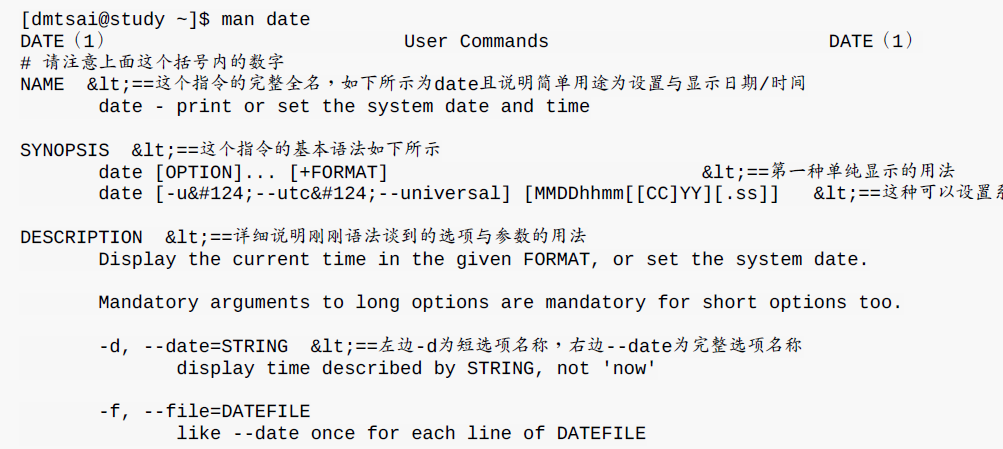 [dmtsai@study ~]$ man date
DATE（1） User Commands DATE（1）
# 请注意上面这个括号内的数字
NAME &lt;==这个指令的完整全名，如下所示为date且说明简单用途为设置与显示日期/时间
date - print or set the system date and time
SYNOPSIS &lt;==这个指令的基本语法如下所示
date [OPTION]... [+FORMAT] &lt;==第一种单纯显示的用法
date [-u&#124;--utc&#124;--universal] [MMDDhhmm[[CC]YY][.ss]] &lt;==这种可以设置系
DESCRIPTION &lt;==详细说明刚刚语法谈到的选项与参数的用法
Display the current time in the given FORMAT, or set the system date.
Mandatory arguments to long options are mandatory for short options too.
-d, --date=STRING &lt;==左边-d为短选项名称，右边--date为完整选项名称
display time described by STRING, not 'now'
-f, --file=DATEFILE
like --date once for each line of DATEFILE